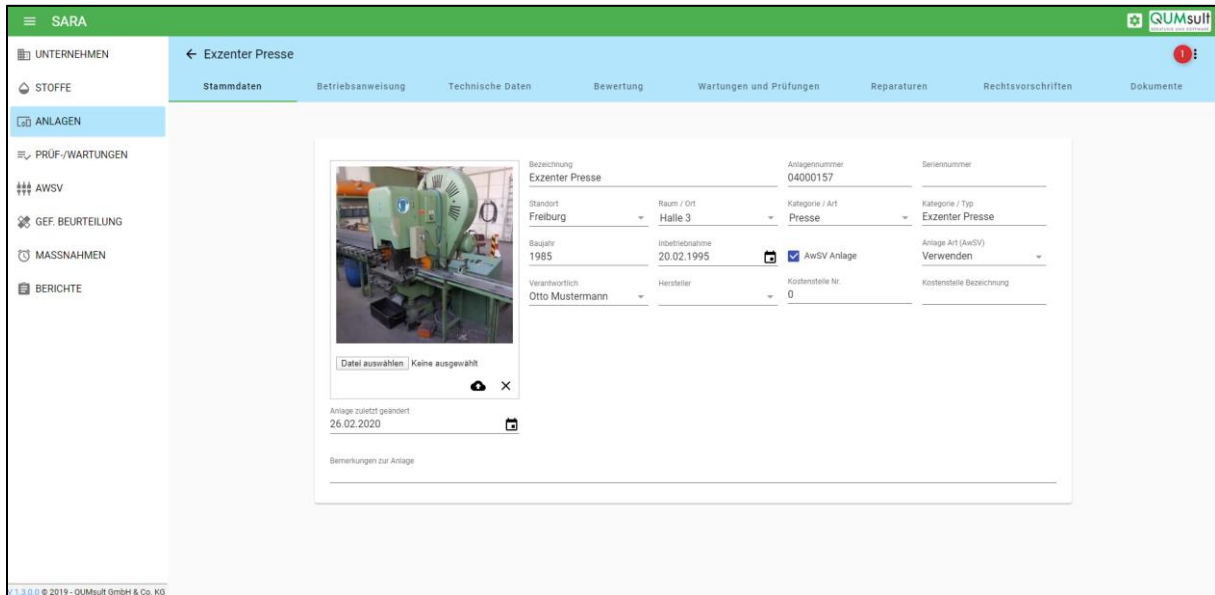 SARA
QUMsult
UNTERNEHMEN
STOFFE
ANLAGEN
PRÜF-/WARTUNGEN
AWSV
GEF. BEURTEILUNG
MASSNAHMEN
BERICHTE
Exzenter Presse
1
Stammdaten Betriebsanweisung Technische Daten Bewertung Wartungen und Prüfungen Reparaturen Rechtsvorschriften Dokumente
Bezeichnung Anlagennummer Seriennummer
Exzenter Presse 04000157
Standort Raum / Ort Kategorie / Art Kategorie / Typ
Freiburg Halle 3 Presse Exzenter Presse
Baujahr Inbetriebnahme Anlage Art (AwSV)
1985 20.02.1995 AwSV Anlage Verwenden
Verantwortlich Hersteller Kostenstelle Nr. Kostenstelle Bezeichnung
Otto Mustermann 0
Datei auswählen Keine ausgewählt
Anlage zuletzt geändert
26.02.2020
Bemerkungen zur Anlage
V 1.3.0.0 © 2019 - QUMsult GmbH & Co. KG